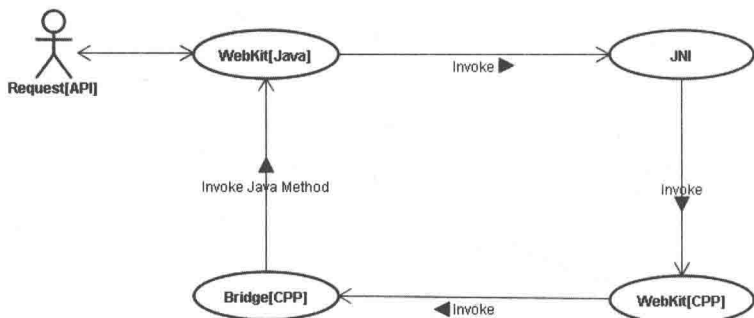 WebKit[Java]
Invoke
JNI
Request[API]
Invoke Java Method
Invoke
Bridge[CPP]
Invoke
WebKit[CPP]